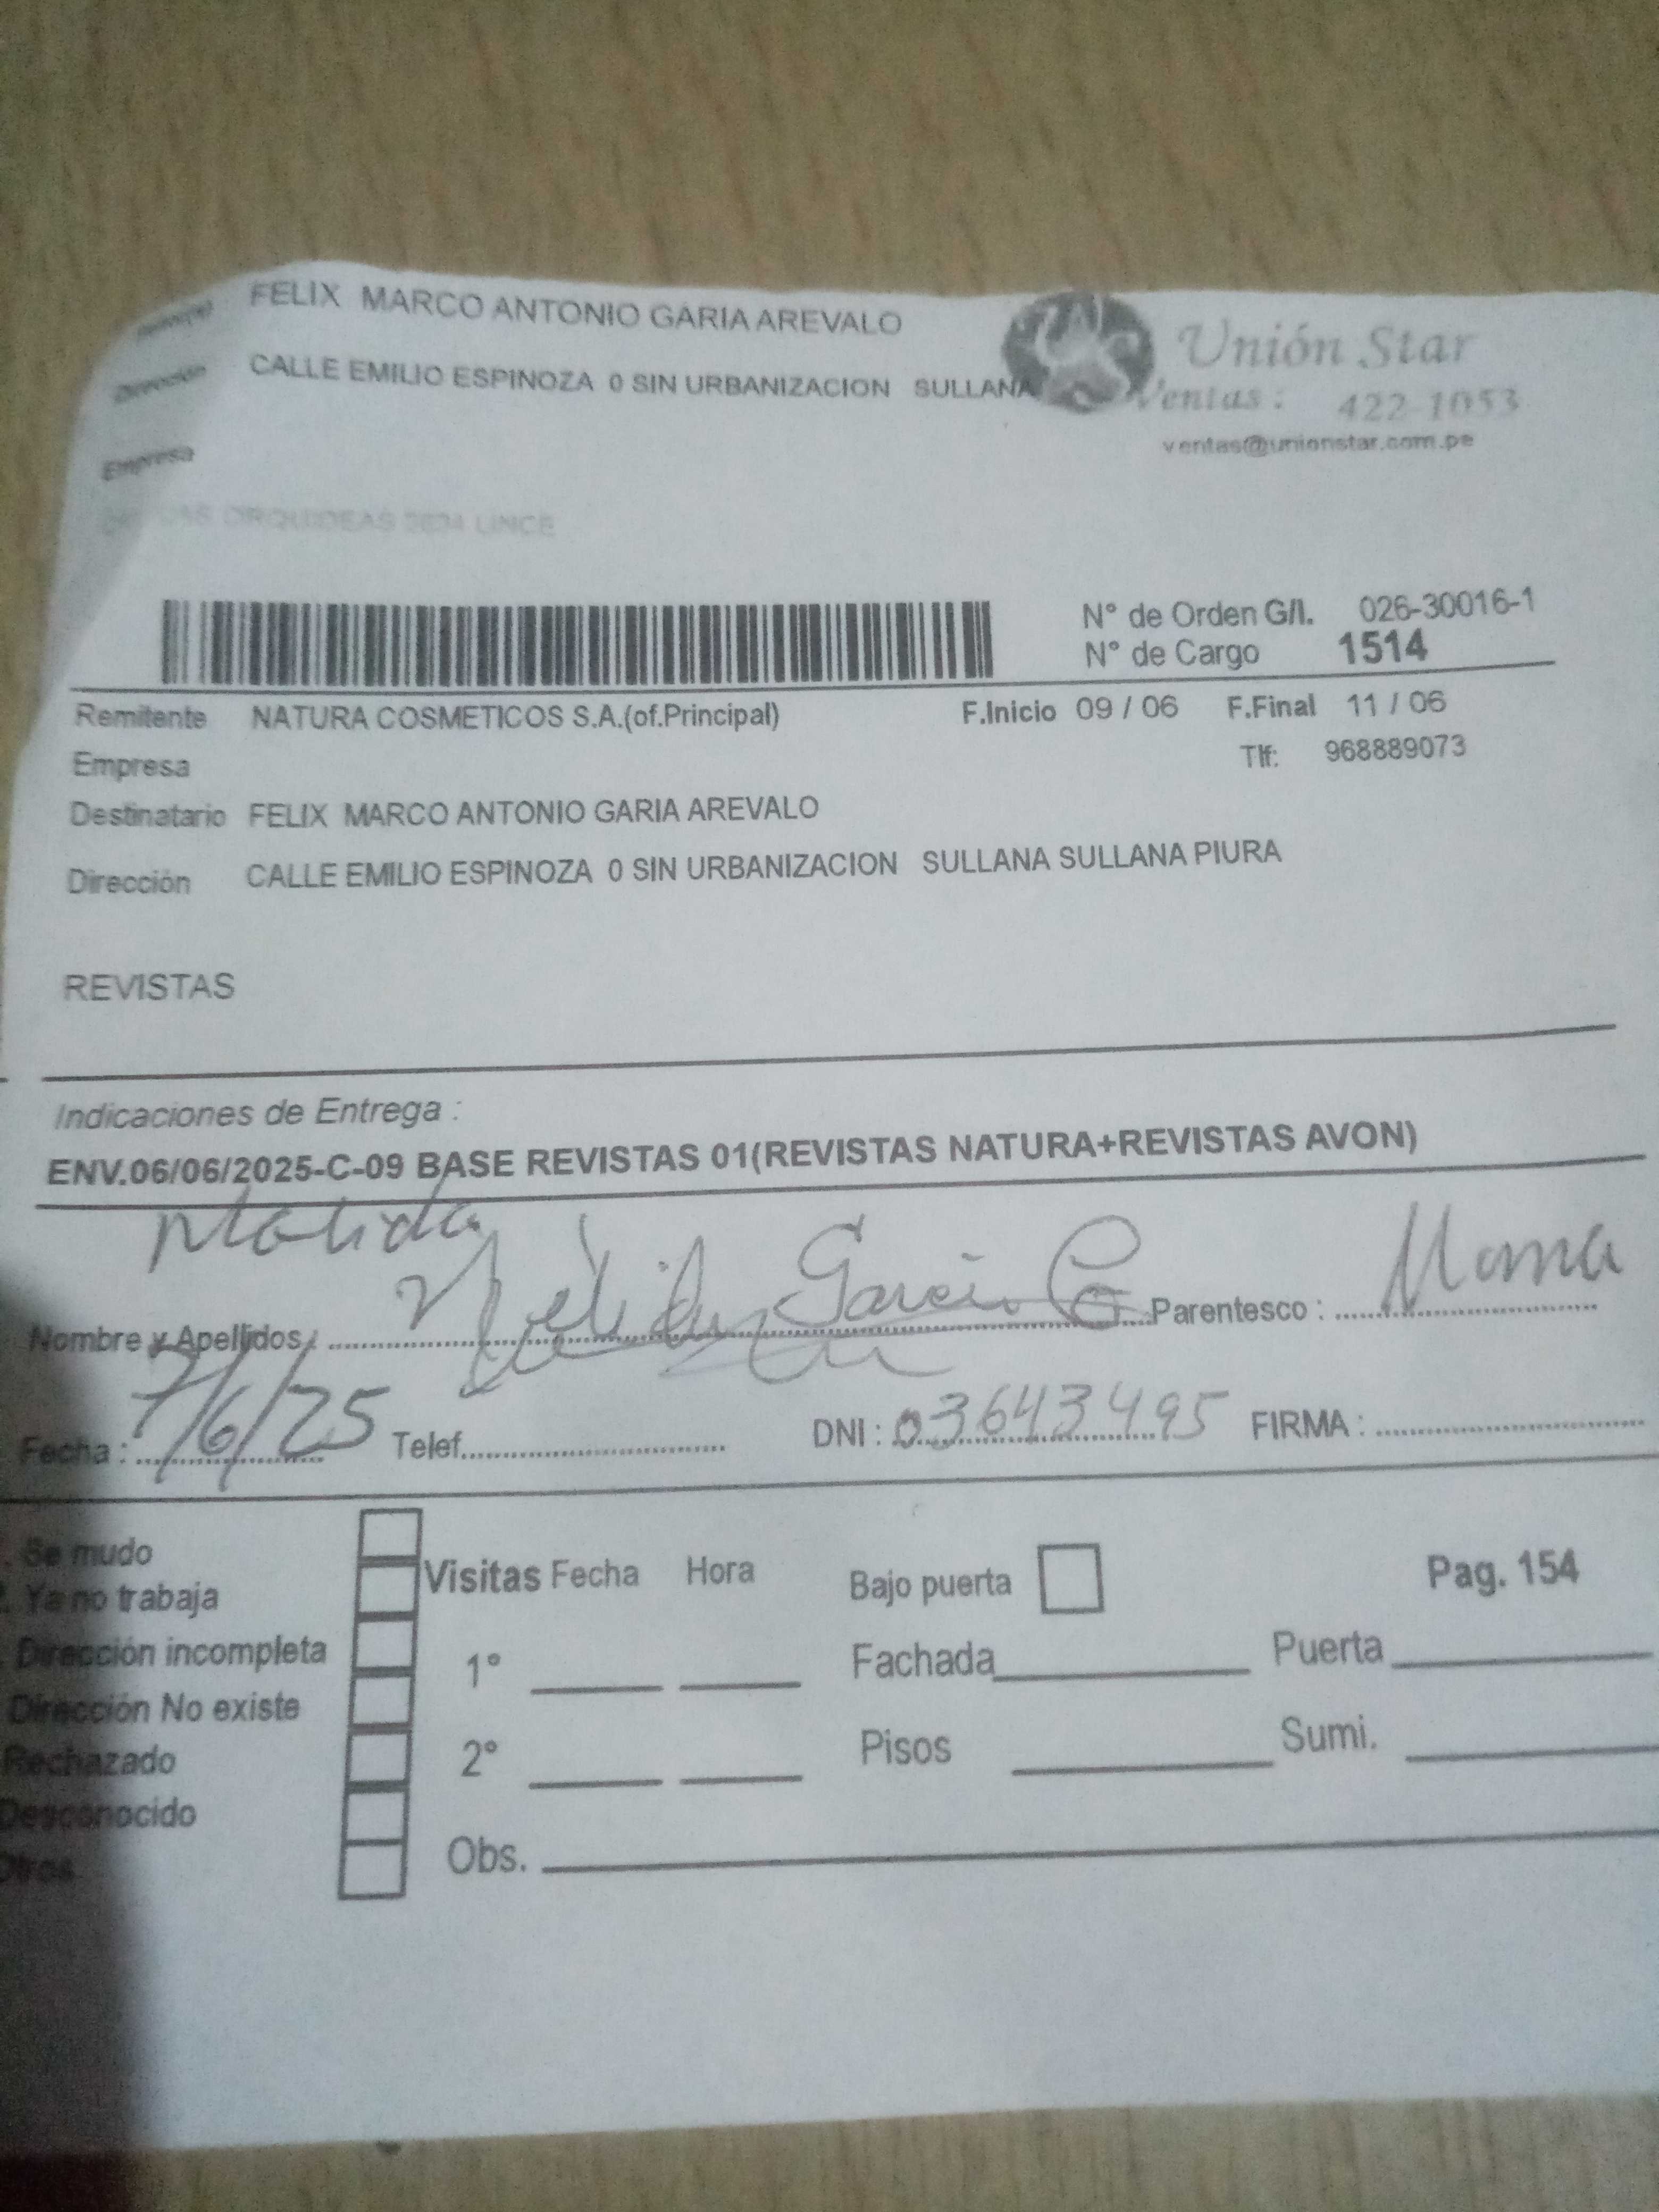 FELIX MARCO ANTONIO GARIA AREVALO
Dirección CALLE EMILIO ESPINOZA 0 SIN URBANIZACION SULLANA
Unión Star
Ventas : 422-1053
ventas@unionstar.com.pe
Empresa
ORQUIDEAS LINCE
N° de Orden G/I. 026-30016-1
N° de Cargo 1514
Remitente NATURA COSMETICOS S.A.(of.Principal) F.Inicio 09 / 06 F.Final 11 / 06
Empresa Tlf: 968889073
Destinatario FELIX MARCO ANTONIO GARIA AREVALO
Dirección CALLE EMILIO ESPINOZA 0 SIN URBANIZACION SULLANA SULLANA PIURA
REVISTAS
Indicaciones de Entrega :
ENV.06/06/2025-C-09 BASE REVISTAS 01(REVISTAS NATURA+REVISTAS AVON)
Nombre y Apellidos : Nélida Garcia Parentesco : Mama
Fecha : 7/6/25 Telef. DNI : 03643495 FIRMA :
Se mudo
Ya no trabaja
Dirección incompleta
Dirección No existe
Rechazado
Desconocido
Otros
Visitas Fecha Hora Bajo puerta Pag. 154
1° Fachada Puerta
2° Pisos Sumi.
Obs.